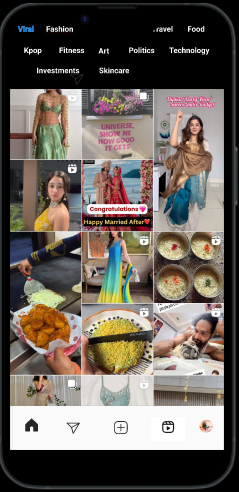 Viral Fashion ravel Food
Kpop Fitness Art Politics Technology
Investments Skincare
UNIVERSE,
SHOW ME
HOW GOOD
IT GETS
Congratulations
Happy Married After